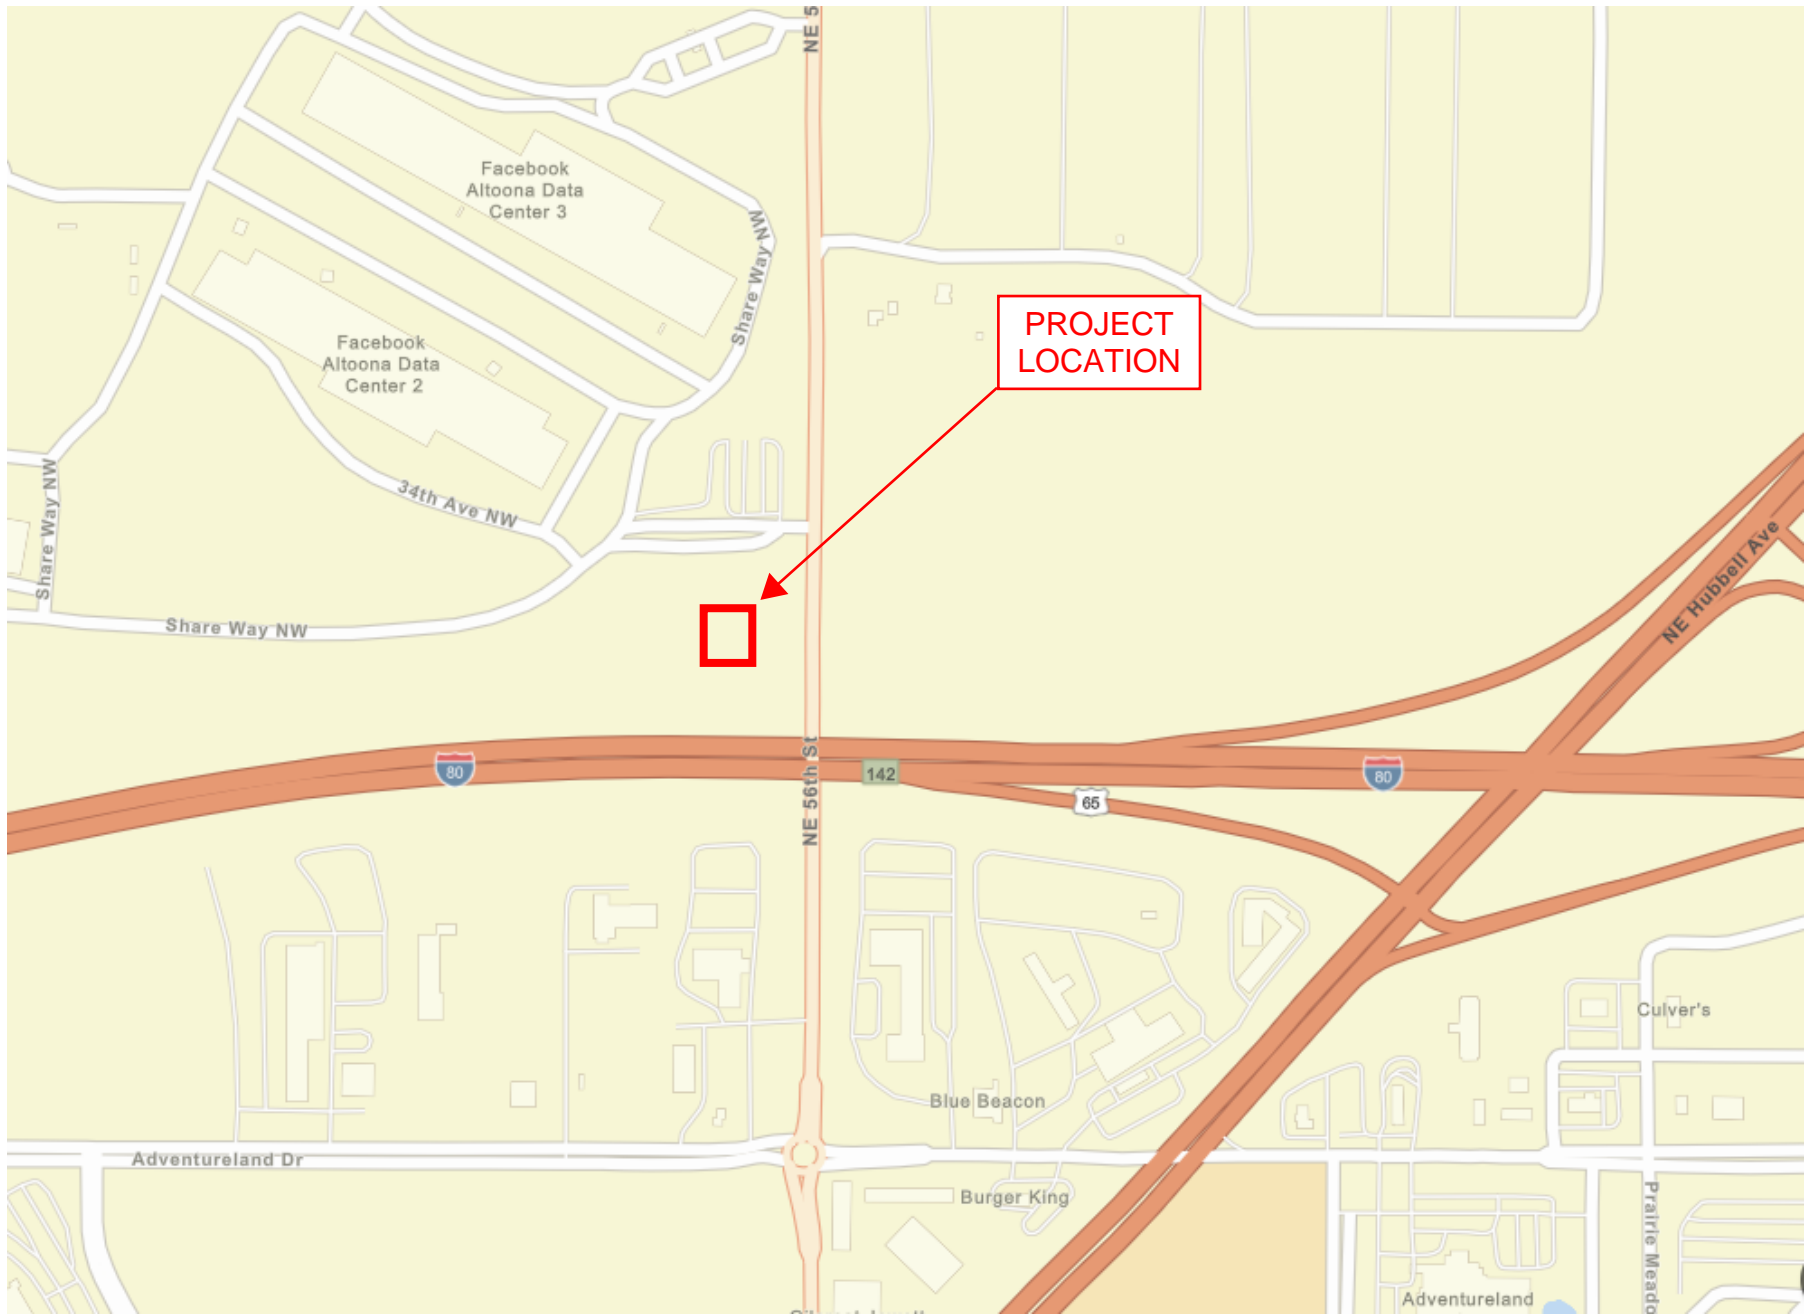 NE 5
Facebook
Altoona Data
Center 3
Share Way NW
PROJECT
LOCATION
Facebook
Altoona Data
Center 2
34th Ave NW
Share Way NW
Share Way NW
NE Hubbell Ave
80
NE 56th St
142
80
65
Culver's
Blue Beacon
Adventureland Dr
Burger King
Prairie Meado
Adventureland